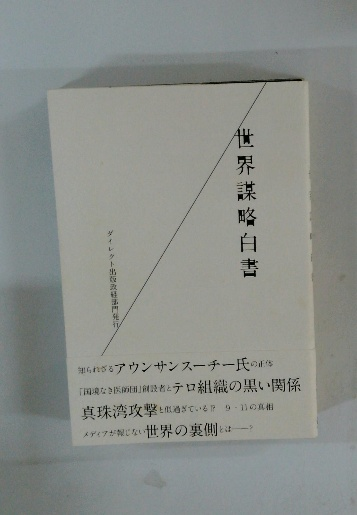 世界謀略白書
ダイレクト出版政経部門発行
知られざるアウンサンスーチー氏の正体
「国境なき医師団」創設者とテロ組織の黒い関係
真珠湾攻撃と似過ぎている？ 9・11の真相
メディアが報じない世界の裏側とは――？